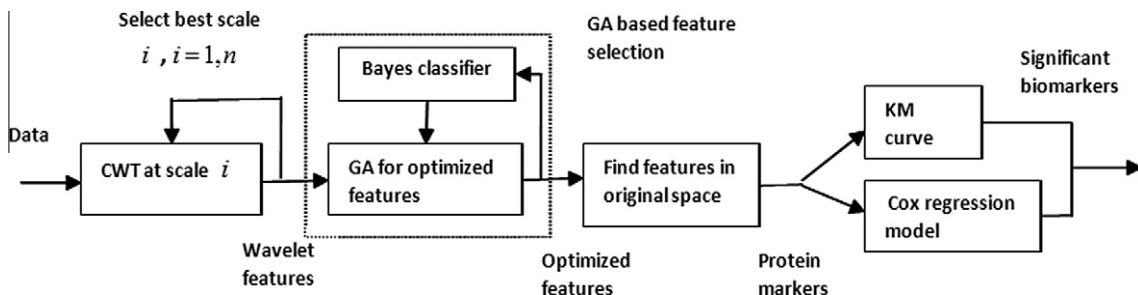 Select best scale
i , i=1,n
GA based feature
selection
Significant
biomarkers
Data
Bayes classifier
CWT at scale i
GA for optimized
features
Find features in
original space
KM
curve
Cox regression
model
Wavelet
features
Optimized
features
Protein
markers